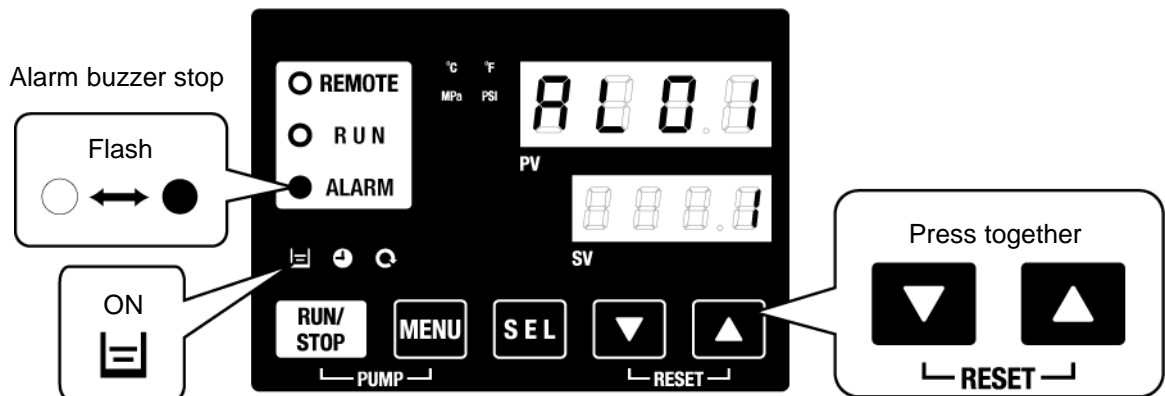 Alarm buzzer stop
Flash
ON
REMOTE
RUN
ALARM
°C °F
MPa PSI
AL01
PV
1
SV
RUN/
STOP
MENU
SEL
PUMP
RESET
Press together
RESET